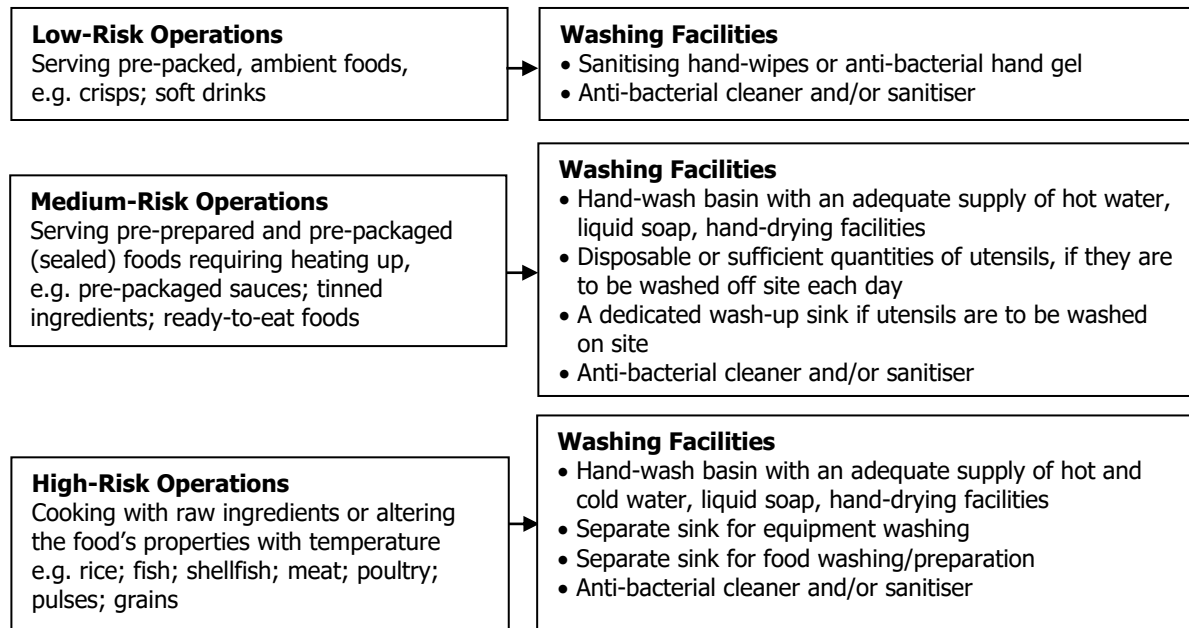 Low-Risk Operations
Serving pre-packed, ambient foods,
e.g. crisps; soft drinks
Washing Facilities
• Sanitising hand-wipes or anti-bacterial hand gel
• Anti-bacterial cleaner and/or sanitiser
Medium-Risk Operations
Serving pre-prepared and pre-packaged
(sealed) foods requiring heating up,
e.g. pre-packaged sauces; tinned
ingredients; ready-to-eat foods
Washing Facilities
• Hand-wash basin with an adequate supply of hot water,
liquid soap, hand-drying facilities
• Disposable or sufficient quantities of utensils, if they are
to be washed off site each day
• A dedicated wash-up sink if utensils are to be washed
on site
• Anti-bacterial cleaner and/or sanitiser
High-Risk Operations
Cooking with raw ingredients or altering
the food's properties with temperature
e.g. rice; fish; shellfish; meat; poultry;
pulses; grains
Washing Facilities
• Hand-wash basin with an adequate supply of hot and
cold water, liquid soap, hand-drying facilities
• Separate sink for equipment washing
• Separate sink for food washing/preparation
• Anti-bacterial cleaner and/or sanitiser